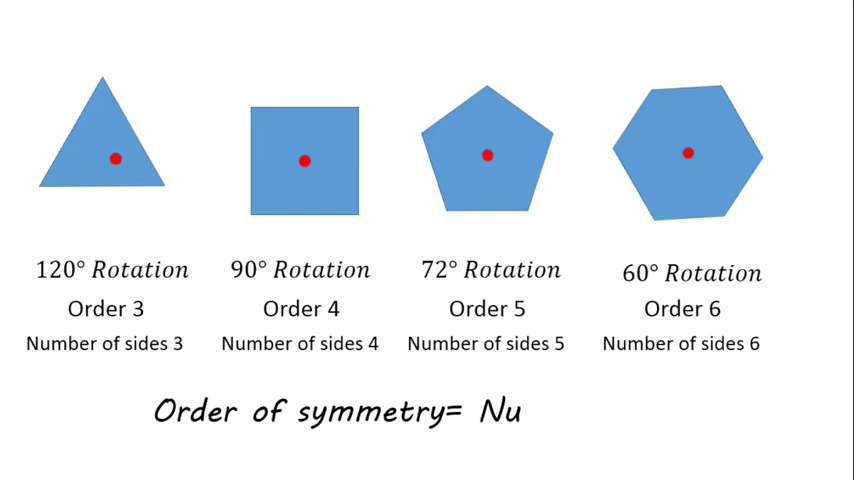 120° Rotation 90° Rotation 72° Rotation 60° Rotation
Order 3 Order 4 Order 5 Order 6
Number of sides 3 Number of sides 4 Number of sides 5 Number of sides 6
Order of symmetry= Nu